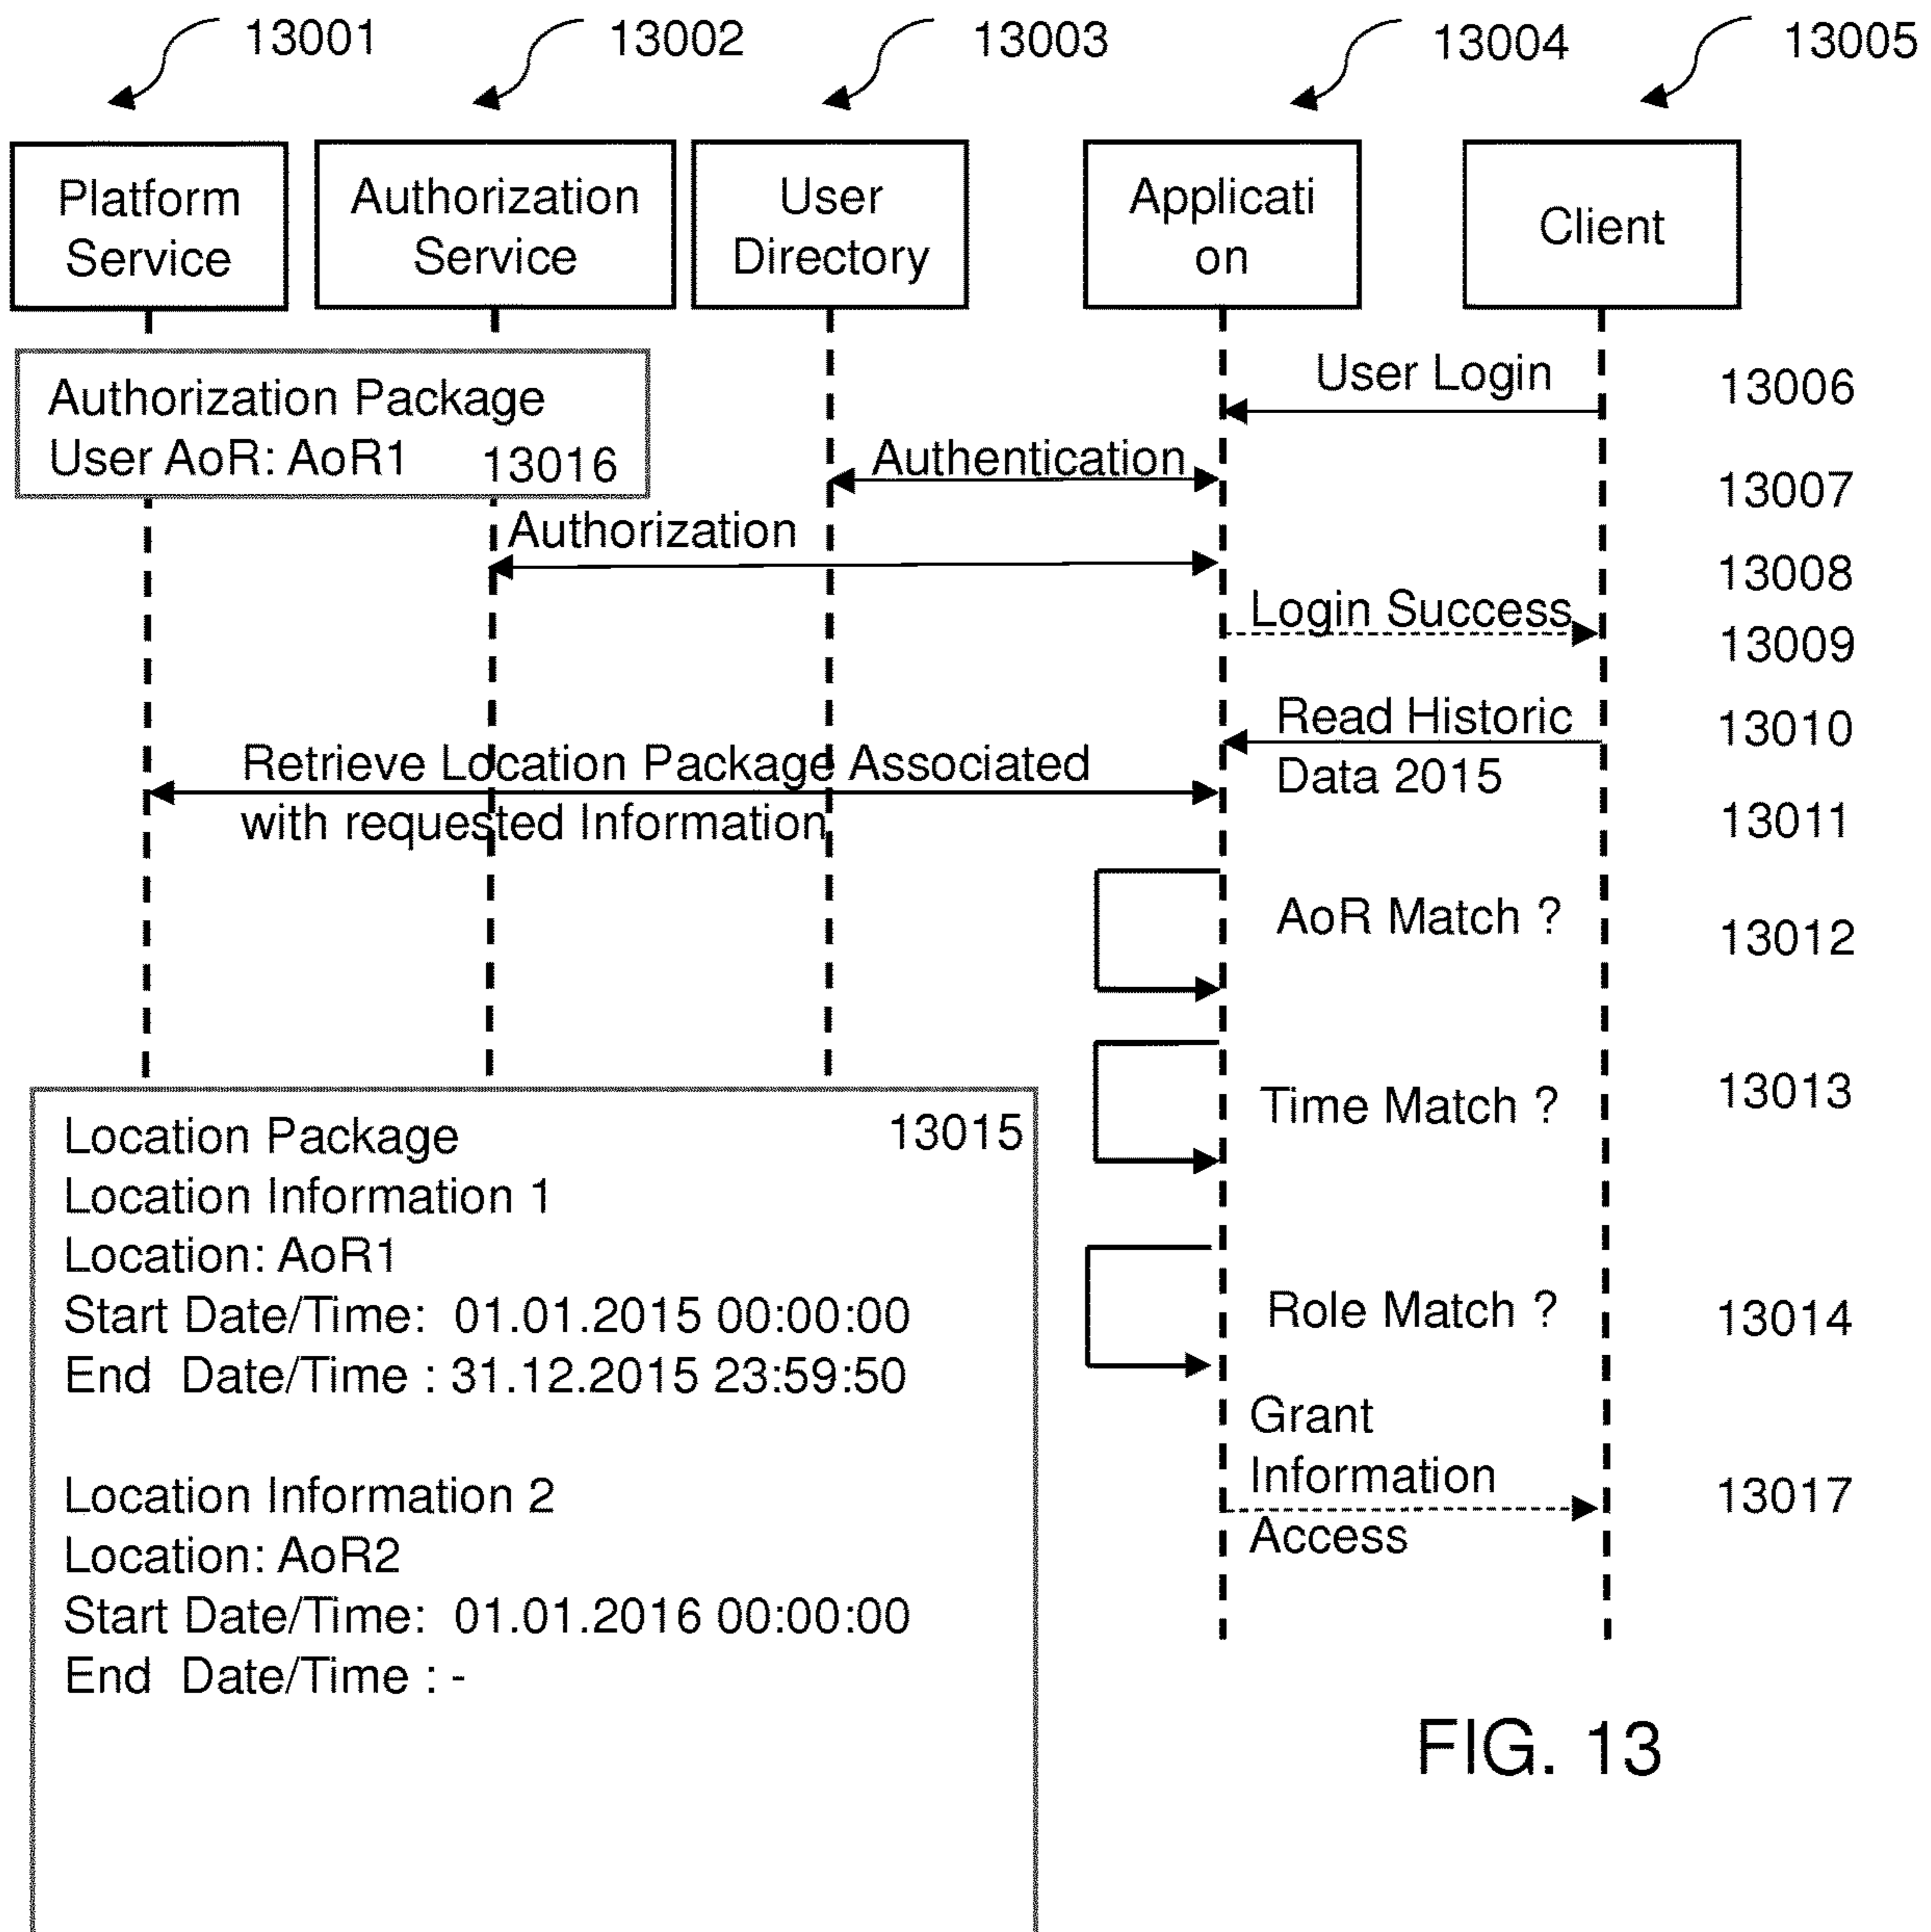 13001
13002
13003
13004
13005
Platform
Service
Authorization
Service
User
Directory
Applicati
on
Client
Authorization Package
User AoR: AoR1
13016
User Login
13006
Authentication
13007
Authorization
13008
Login Success
13009
Read Historic
Data 2015
13010
Retrieve Location Package Associated
with requested Information
13011
AoR Match ?
13012
Time Match ?
13013
Location Package
13015
Location Information 1
Location: AoR1
Start Date/Time: 01.01.2015 00:00:00
End Date/Time : 31.12.2015 23:59:50
Role Match ?
13014
Grant
Information
Access
13017
Location Information 2
Location: AoR2
Start Date/Time: 01.01.2016 00:00:00
End Date/Time : -
FIG. 13